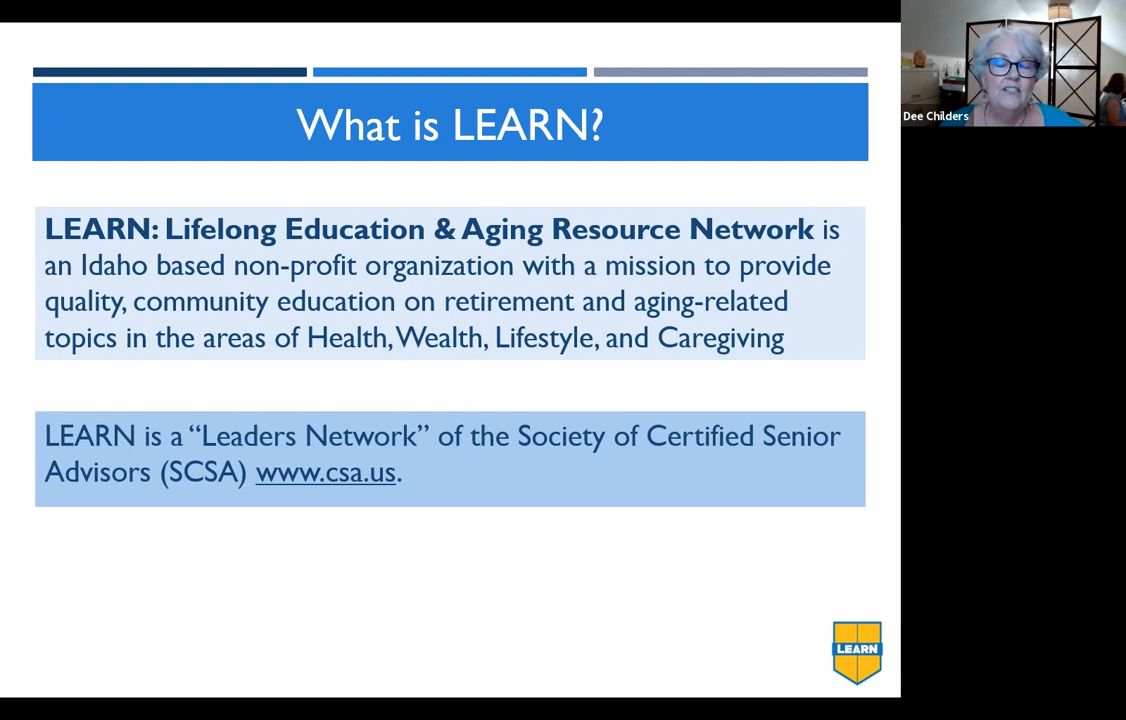 What is LEARN?
LEARN: Lifelong Education & Aging Resource Network is
an Idaho based non-profit organization with a mission to provide
quality, community education on retirement and aging-related
topics in the areas of Health, Wealth, Lifestyle, and Caregiving
LEARN is a “Leaders Network” of the Society of Certified Senior
Advisors (SCSA) www.csa.us.
LEARN
Dee Childers